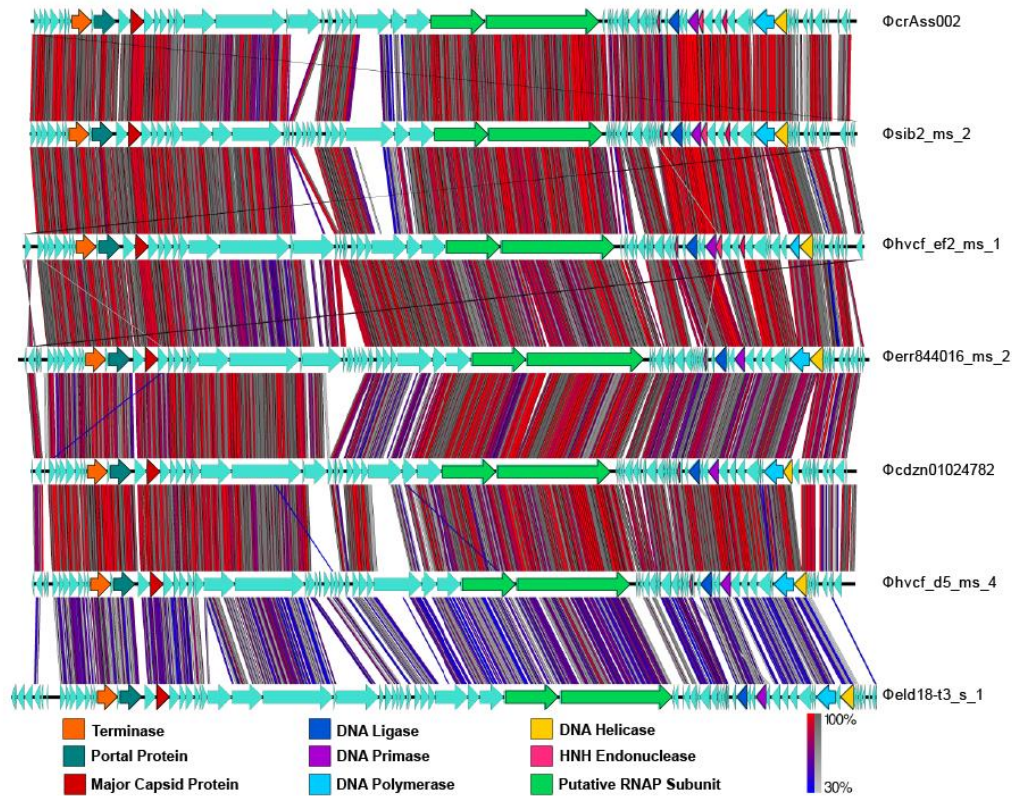 ΦcrAss002
Φsib2_ms_2
Φhvcf_ef2_ms_1
Φerr844016_ms_2
Φcdzn01024782
Φhvcf_d5_ms_4
Φeld18-t3_s_1
Terminase
DNA Ligase
DNA Helicase
100%
Portal Protein
DNA Primase
HNH Endonuclease
Major Capsid Protein
DNA Polymerase
Putative RNAP Subunit
30%